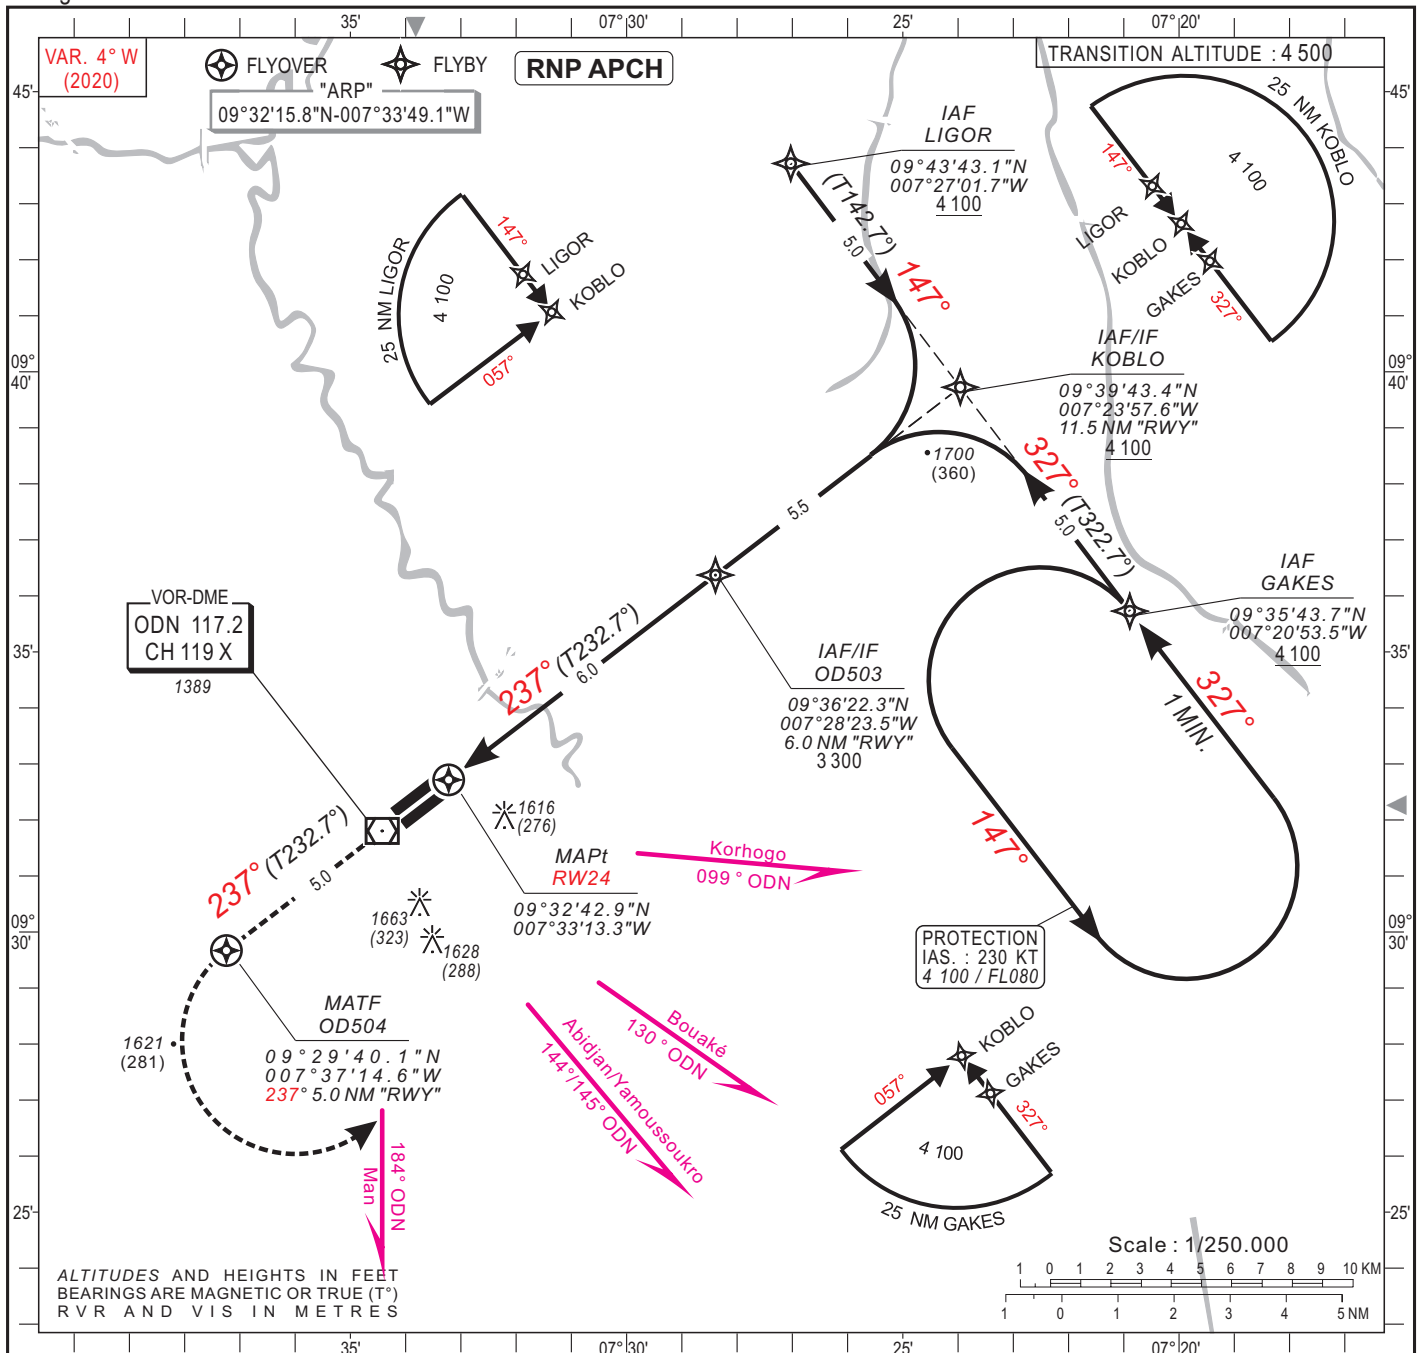 35'
07°30'
25'
07°20'
VAR. 4° W
(2020)
FLYOVER
FLYBY
RNP APCH
TRANSITION ALTITUDE : 4 500
"ARP"
09°32'15.8"N-007°33'49.1"W
45'
45'
IAF
LIGOR
09°43'43.1"N
007°27'01.7"W
4 100
(T142.7°)
5.0
147°
25 NM LIGOR
4 100
147°
LIGOR
KOBLO
057°
25 NM KOBLO
4 100
147°
LIGOR
KOBLO
GAKES
327°
09°
40'
09°
40'
IAF/IF
KOBLO
09°39'43.4"N
007°23'57.6"W
11.5 NM "RWY"
4 100
1700
(360)
327° (T322.7°)
5.0
5.5
IAF
GAKES
09°35'43.7"N
007°20'53.5"W
4 100
VOR-DME
ODN 117.2
CH 119 X
1389
35'
35'
237° (T232.7°)
6.0
IAF/IF
OD503
09°36'22.3"N
007°28'23.5"W
6.0 NM "RWY"
3 300
327°
1 MIN.
147°
1616
(276)
MAPt
RW24
09°32'42.9"N
007°33'13.3"W
Korhogo
099° ODN
237° (T232.7°)
5.0
1663
(323)
1628
(288)
09°
30'
09°
30'
PROTECTION
IAS. : 230 KT
4 100 / FL080
MATF
OD504
09°29'40.1"N
007°37'14.6"W
237° 5.0 NM "RWY"
1621
(281)
Bouaké
130° ODN
Abidjan/Yamoussoukro
144°/145° ODN
184° ODN
Man
KOBLO
GAKES
057°
327°
4 100
25 NM GAKES
25'
25'
Scale : 1/250.000
1 0 1 2 3 4 5 6 7 8 9 10 KM
1 0 1 2 3 4 5 NM
ALTITUDES AND HEIGHTS IN FEET
BEARINGS ARE MAGNETIC OR TRUE (T°)
RVR AND VIS IN METRES
35'
07°30'
25'
07°20'